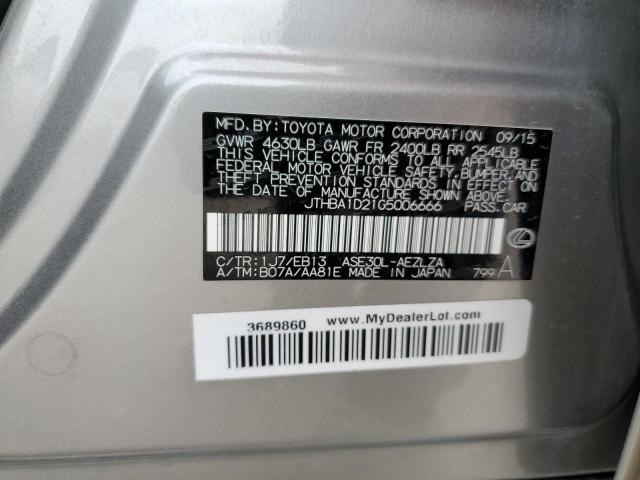 MFD.BY:TOYOTA MOTOR CORPORATION 09/15
GVWR 4630LB GAWR FR 2400LB RR 2545LB
THIS VEHICLE CONFORMS TO ALL APPLICABLE
FEDERAL MOTOR VEHICLE SAFETY,BUMPER,AND
THEFT PREVENTION STANDARDS IN EFFECT ON
THE DATE OF MANUFACTURE SHOWN ABOVE.
JTHBA1D21G5006666 PASS.CAR
C/TR:1J7/EB13 ASE30L-AEZLZA
A/TM:B07A/AA81E MADE IN JAPAN 799 A
3689860 www.MyDealerLot.com